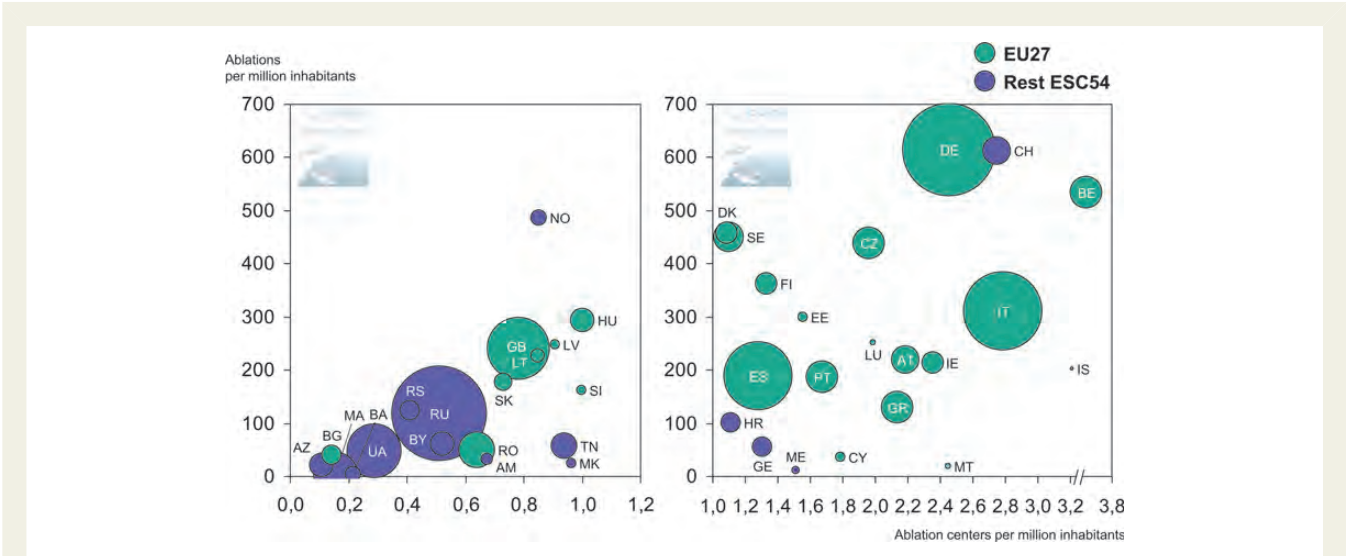 Ablations
per million inhabitants
EU27
Rest ESC54
700
600
500
400
300
200
100
0
0,0 0,2 0,4 0,6 0,8 1,0 1,2
NO
HU
GB
LV
LT
SK
SI
RS
RU
MA BA
BG
AZ
UA
BY
RO
AM
TN
MK
700
600
500
400
300
200
100
0
1,0 1,2 1,4 1,6 1,8 2,0 2,2 2,4 2,6 2,8 3,0 3,2 3,8
DE
CH
BE
DK
SE
CZ
FI
EE
IT
LU
AT
IE
IS
ES
PT
GR
HR
GE
ME
CY
MT
Ablation centers per million inhabitants